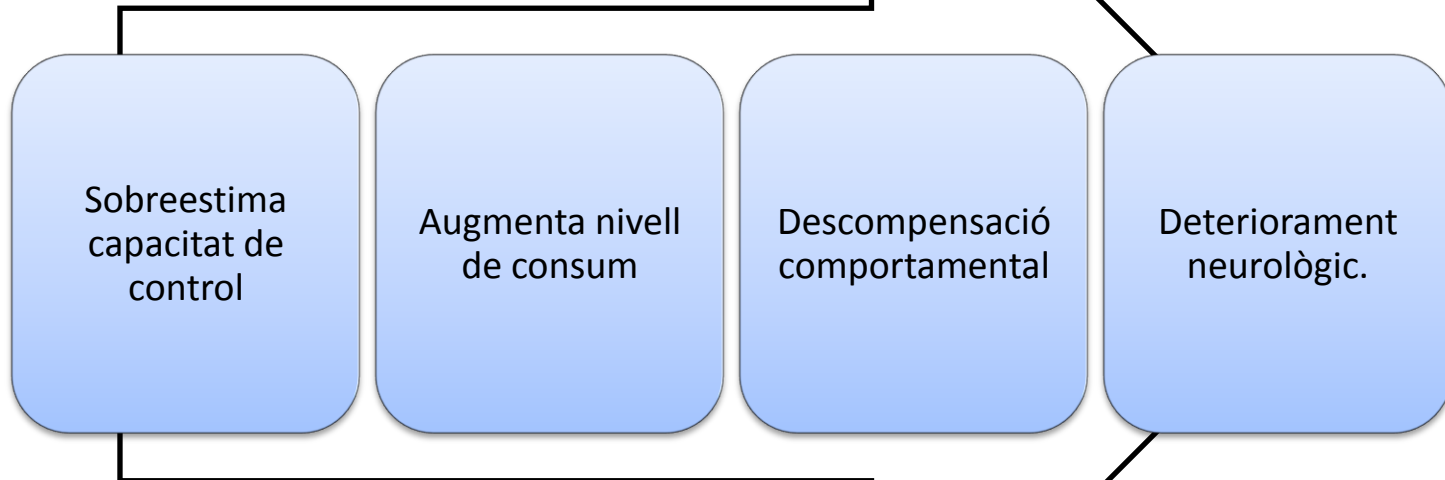 Sobreestima
capacitat de
control
Augmenta nivell
de consum
Descompensació
comportamental
Deteriorament
neurològic.